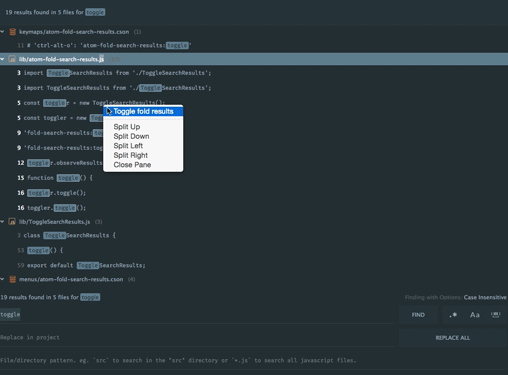 19 results found in 5 files for toggle
keymaps/atom-fold-search-results.cson (1)
11 # 'ctrl-alt-o': 'atom-fold-search-results:toggle'
lib/atom-fold-search-results.js
3 import ToggleSearchResults from './ToggleSearchResults';
3 import ToggleSearchResults from './ToggleSearchResults';
5 const toggler = new ToggleSearchResults();
5 const toggler = new Togg
9 'fold-search-results:tog
9 'fold-search-results:tog
12 toggler.observeResults
15 function toggle() {
16 toggler.toggle();
16 toggler.toggle();
Toggle fold results
Split Up
Split Down
Split Left
Split Right
Close Pane
lib/ToggleSearchResults.js (3)
3 class ToggleSearchResults {
53 toggle() {
59 export default ToggleSearchResults;
menus/atom-fold-search-results.cson (4)
19 results found in 5 files for toggle
Finding with Options: Case Insensitive
toggle
FIND
.*
Aa
Replace in project
REPLACE ALL
File/directory pattern. eg. `src` to search in the "src" directory or `*.js` to search all javascript files.